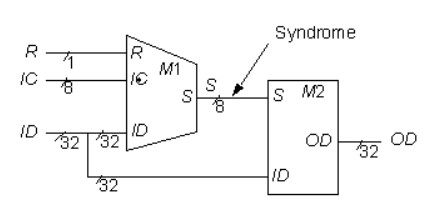 Syndrome
R
1
R
M1
IC
8
IC
S
S
8
S
M2
ID
32
32
ID
OD
32
OD
32
ID